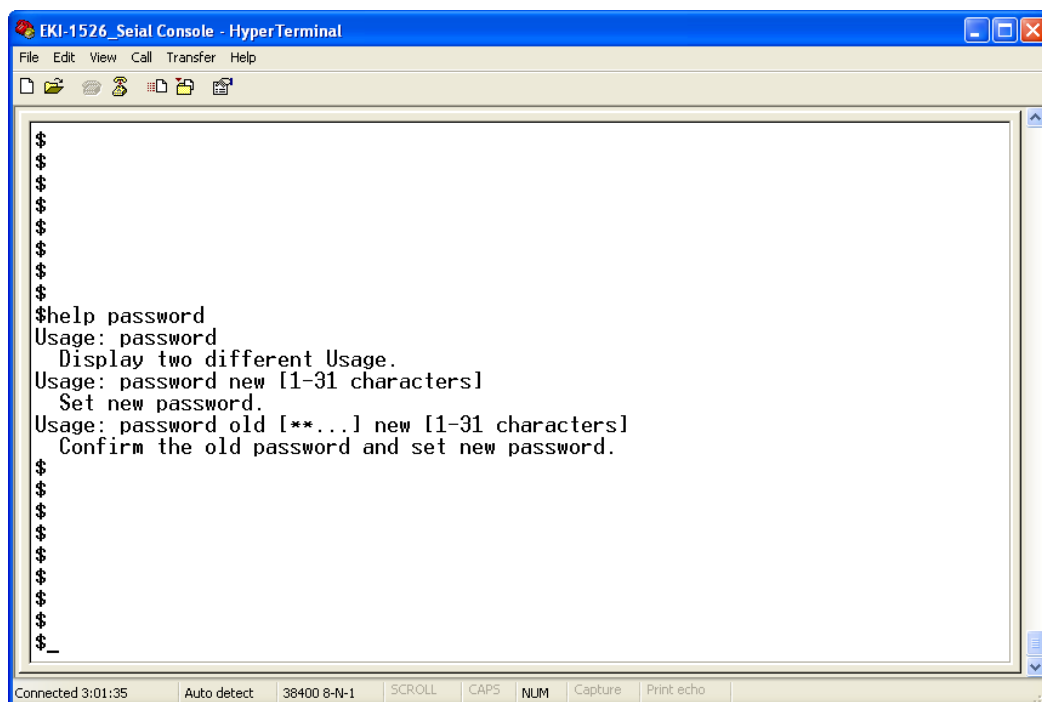 EKI-1526_Seial Console - HyperTerminal
File Edit View Call Transfer Help
$
$
$
$
$
$
$
$
$help password
Usage: password
  Display two different Usage.
Usage: password new [1-31 characters]
  Set new password.
Usage: password old [**...] new [1-31 characters]
  Confirm the old password and set new password.
$
$
$
$
$
$
$
$
$_
Connected 3:01:35 Auto detect 38400 8-N-1 SCROLL CAPS NUM Capture Print echo